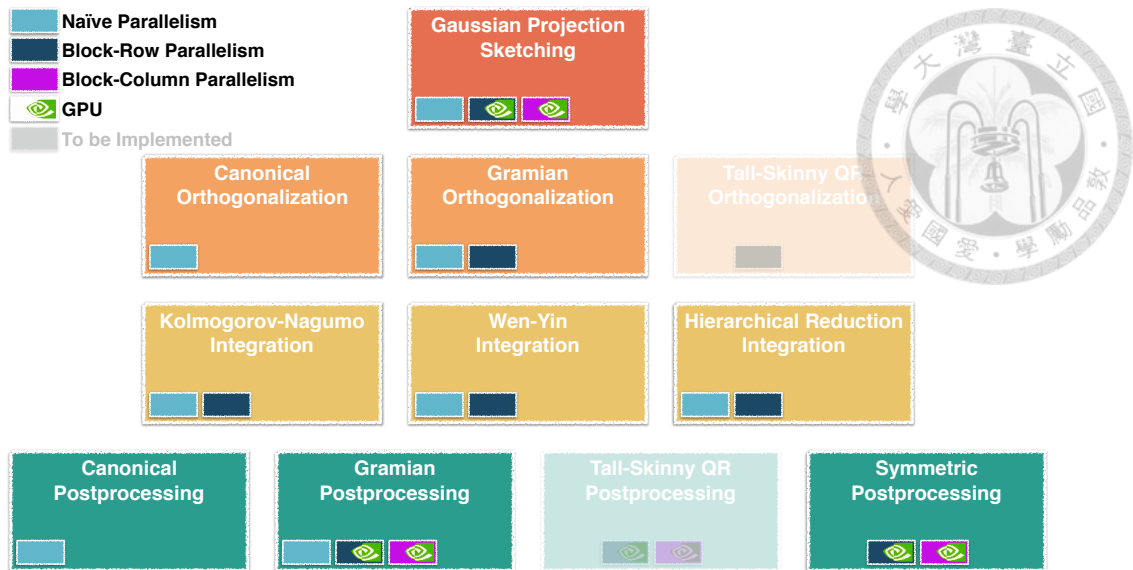 Naïve Parallelism
Block-Row Parallelism
Block-Column Parallelism
GPU
To be Implemented
Gaussian Projection
Sketching
Canonical
Orthogonalization
Gramian
Orthogonalization
Tall-Skinny QR
Orthogonalization
Kolmogorov-Nagumo
Integration
Wen-Yin
Integration
Hierarchical Reduction
Integration
Canonical
Postprocessing
Gramian
Postprocessing
Tall-Skinny QR
Postprocessing
Symmetric
Postprocessing